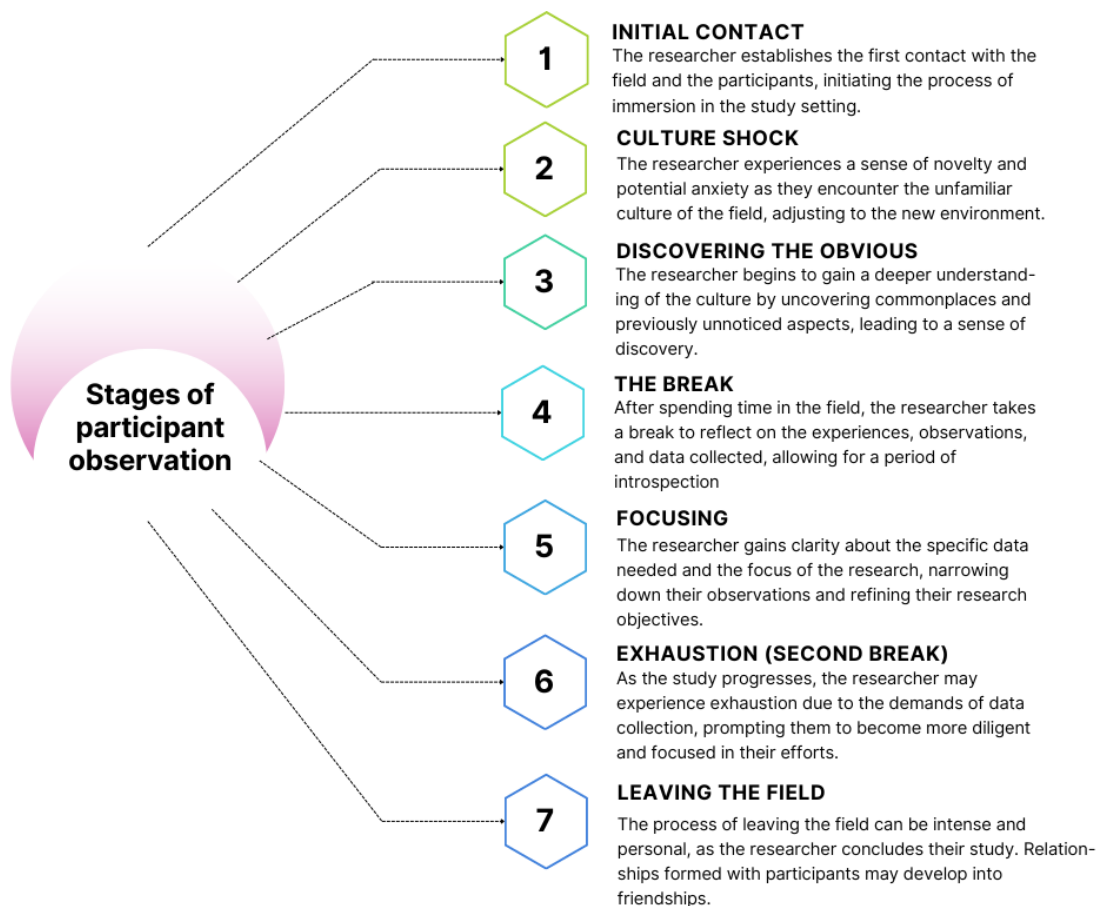 Stages of
participant
observation
1
INITIAL CONTACT
The researcher establishes the first contact with the
field and the participants, initiating the process of
immersion in the study setting.
2
CULTURE SHOCK
The researcher experiences a sense of novelty and
potential anxiety as they encounter the unfamiliar
culture of the field, adjusting to the new environment.
3
DISCOVERING THE OBVIOUS
The researcher begins to gain a deeper understand-
ing of the culture by uncovering commonplaces and
previously unnoticed aspects, leading to a sense of
discovery.
4
THE BREAK
After spending time in the field, the researcher takes
a break to reflect on the experiences, observations,
and data collected, allowing for a period of
introspection
5
FOCUSING
The researcher gains clarity about the specific data
needed and the focus of the research, narrowing
down their observations and refining their research
objectives.
6
EXHAUSTION (SECOND BREAK)
As the study progresses, the researcher may
experience exhaustion due to the demands of data
collection, prompting them to become more diligent
and focused in their efforts.
7
LEAVING THE FIELD
The process of leaving the field can be intense and
personal, as the researcher concludes their study. Relation-
ships formed with participants may develop into
friendships.